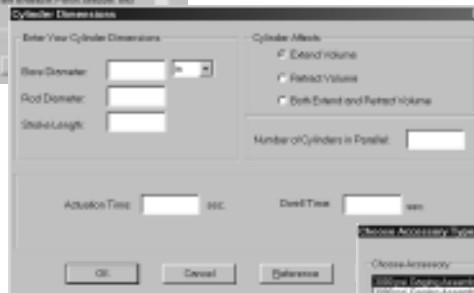 Cylinder Dimensions
Enter Your Cylinder Dimensions
Bore Diameter:
in
Rod Diameter:
Stroke Length:
Cylinder Affects
Extend Volume
Retract Volume
Both Extend and Retract Volume
Number of Cylinders in Parallel:
Actuation Time: sec.
Dwell Time: sec.
OK
Cancel
Reference
Choose Accessory Type
Choose Accessory